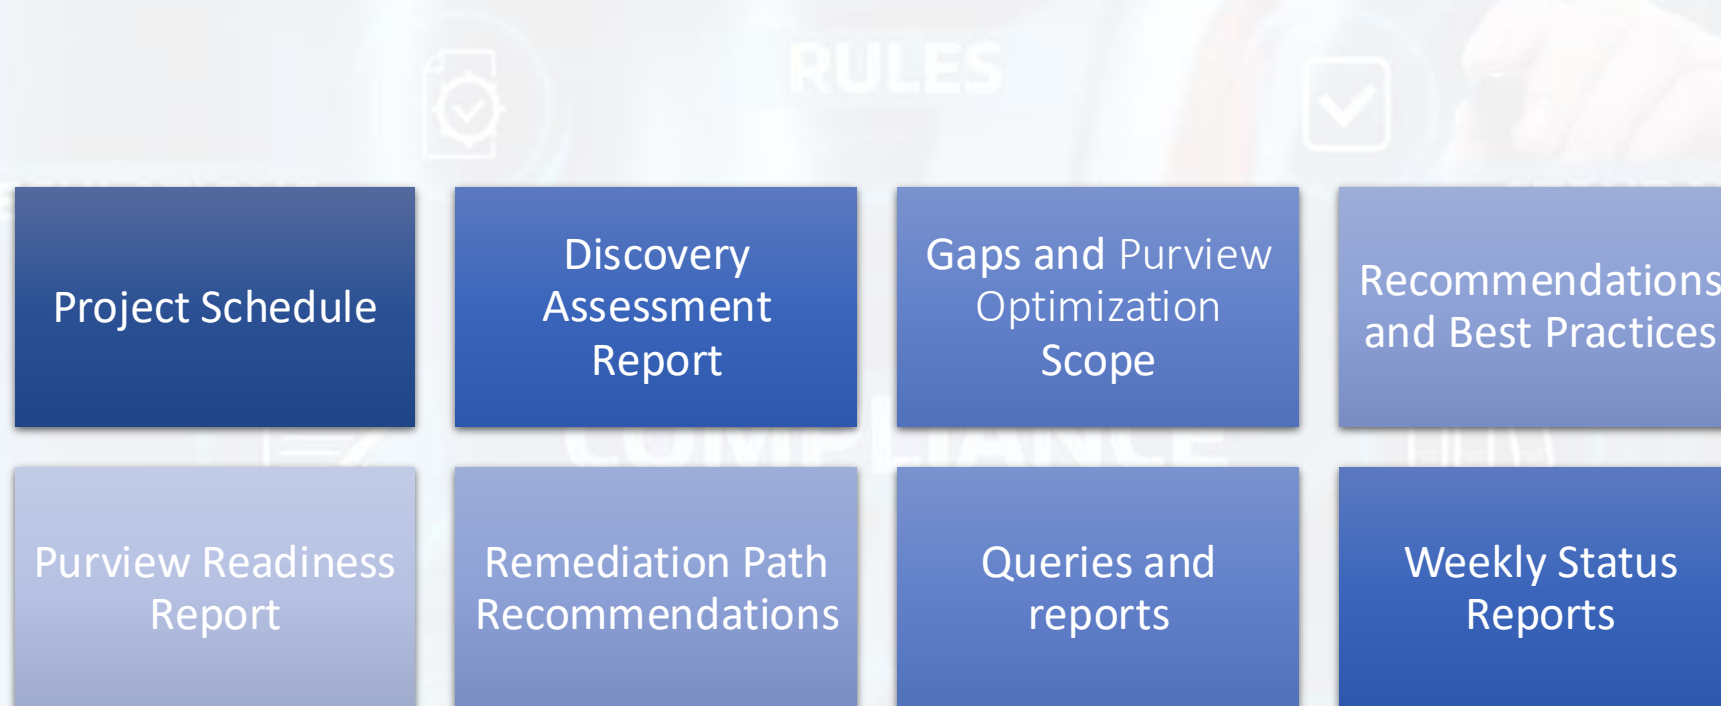 RULES
Project Schedule
Discovery
Assessment
Report
Gaps and Purview
Optimization
Scope
Recommendations
and Best Practices
COMPLIANCE
Purview Readiness
Report
Remediation Path
Recommendations
Queries and
reports
Weekly Status
Reports